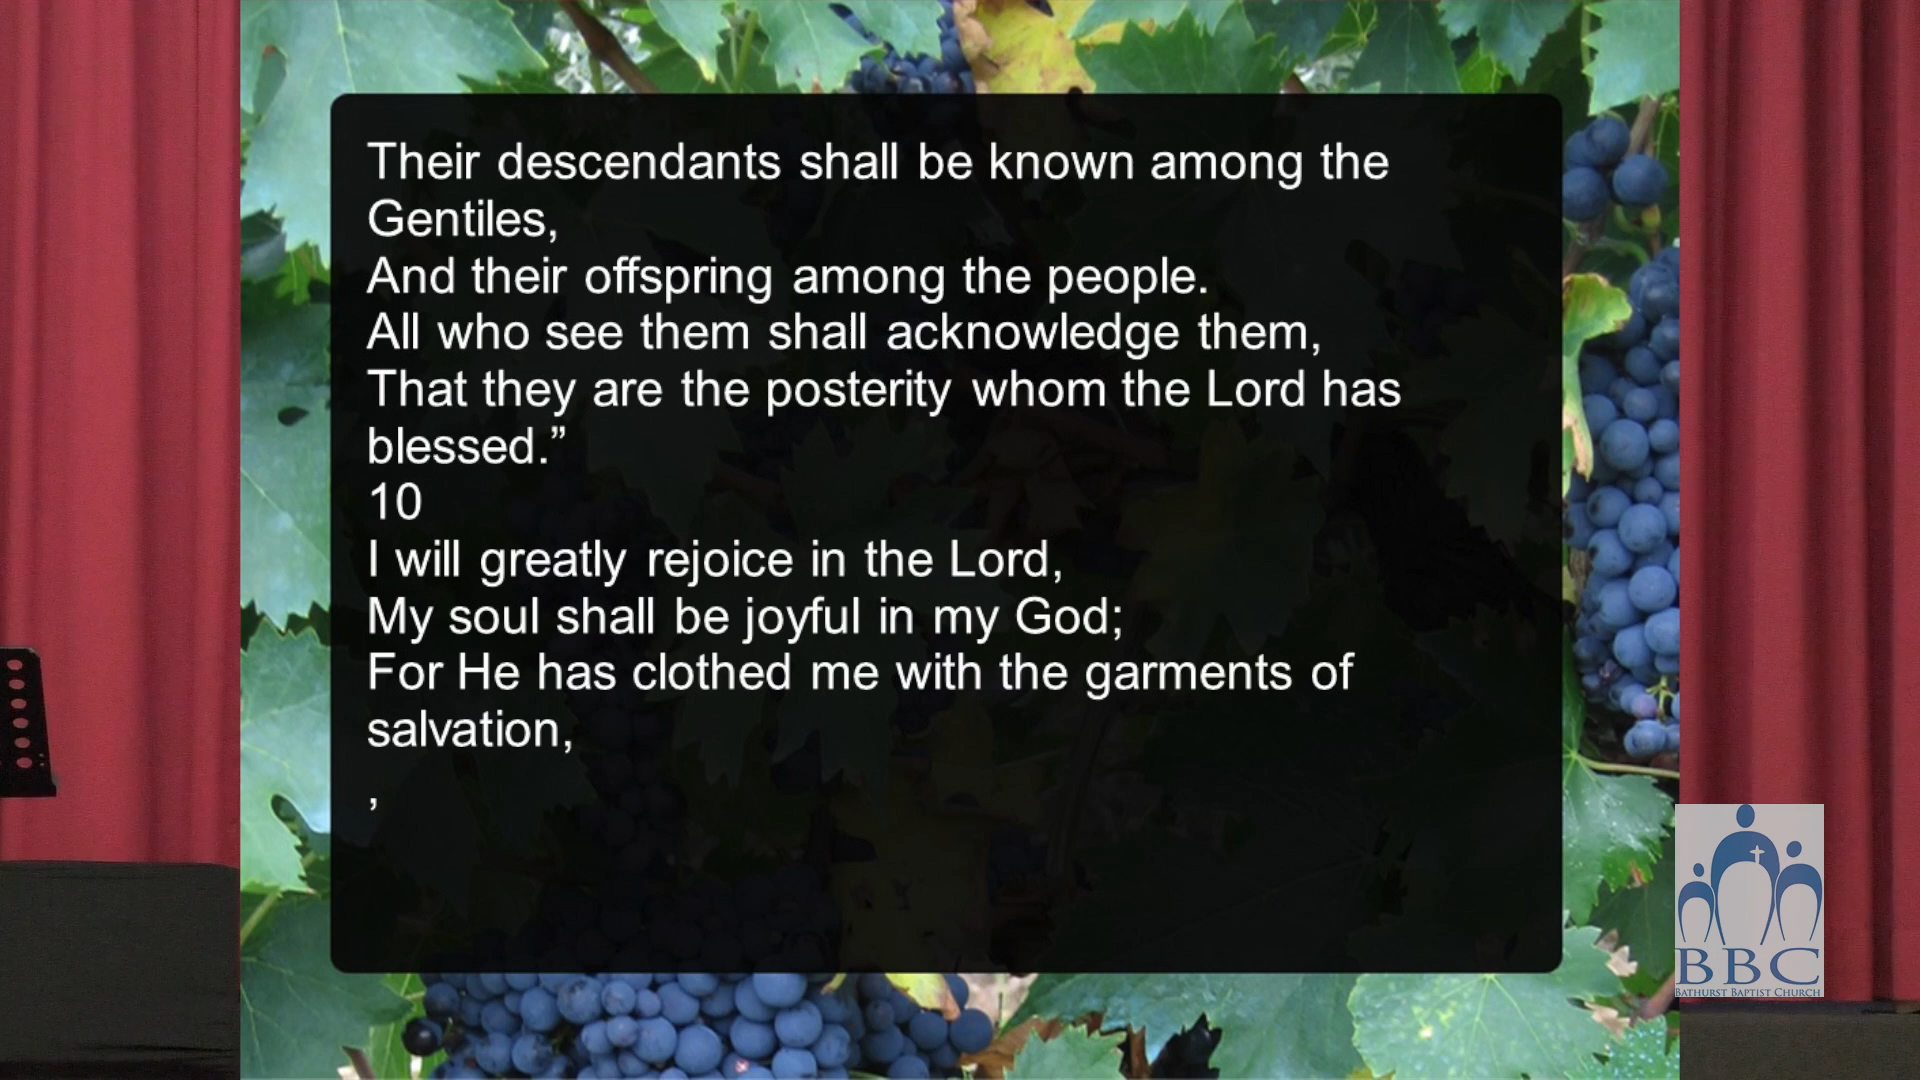 Their descendants shall be known among the
Gentiles,
And their offspring among the people.
All who see them shall acknowledge them,
That they are the posterity whom the Lord has
blessed.”
10
I will greatly rejoice in the Lord,
My soul shall be joyful in my God;
For He has clothed me with the garments of
salvation,
,
BBC
BATHURST BAPTIST CHURCH